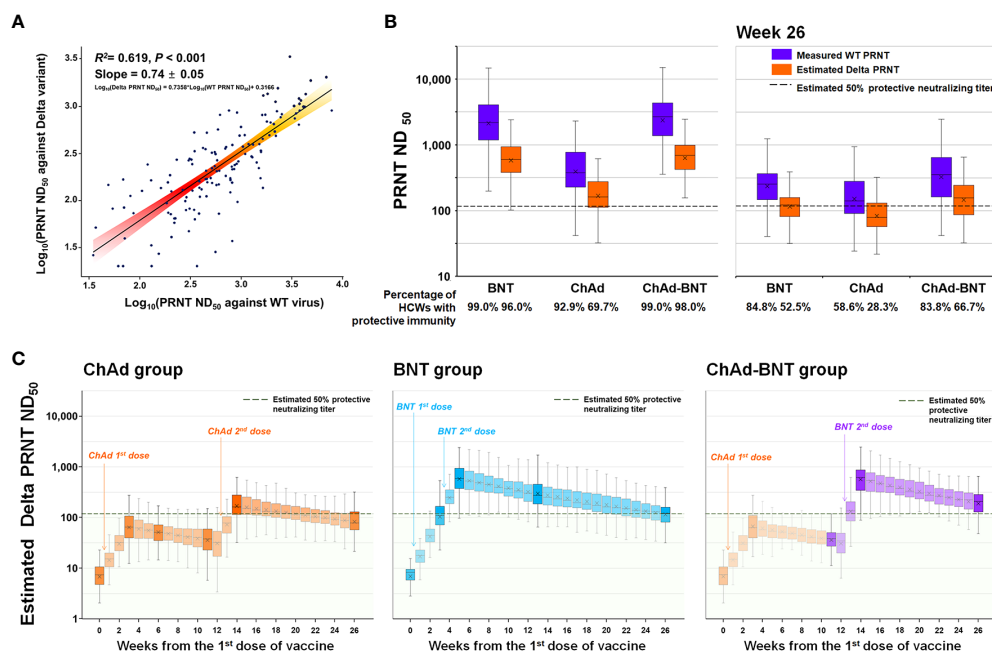 A
R²= 0.619, P < 0.001
Slope = 0.74 ± 0.05
Log₁₀(Delta PRNT ND₅₀) = 0.7358*Log₁₀(WT PRNT ND₅₀)+ 0.3166
Log₁₀(PRNT ND₅₀ against Delta variant)
3.5
3.0
2.5
2.0
1.5
1.5
2.0
2.5
3.0
3.5
4.0
Log₁₀(PRNT ND₅₀ against WT virus)
B
Week 26
Measured WT PRNT
Estimated Delta PRNT
Estimated 50% protective neutralizing titer
PRNT ND ₅₀
10,000
1,000
100
10
BNT
ChAd
ChAd-BNT
BNT
ChAd
ChAd-BNT
Percentage of
HCWs with
protective immunity
99.0% 96.0%
92.9% 69.7%
99.0% 98.0%
84.8% 52.5%
58.6% 28.3%
83.8% 66.7%
C
Estimated Delta PRNT ND₅₀
10,000
1,000
100
10
1
ChAd group
Estimated 50% protective
neutralizing titer
ChAd 1ˢᵗ dose
ChAd 2ⁿᵈ dose
0 2 4 6 8 10 12 14 16 18 20 22 24 26
Weeks from the 1ˢᵗ dose of vaccine
BNT group
Estimated 50% protective
neutralizing titer
BNT 1ˢᵗ dose
BNT 2ⁿᵈ dose
0 2 4 6 8 10 12 14 16 18 20 22 24 26
Weeks from the 1ˢᵗ dose of vaccine
ChAd-BNT group
Estimated 50%
protective
neutralizing titer
ChAd 1ˢᵗ dose
BNT 2ⁿᵈ dose
0 2 4 6 8 10 12 14 16 18 20 22 24 26
Weeks from the 1ˢᵗ dose of vaccine